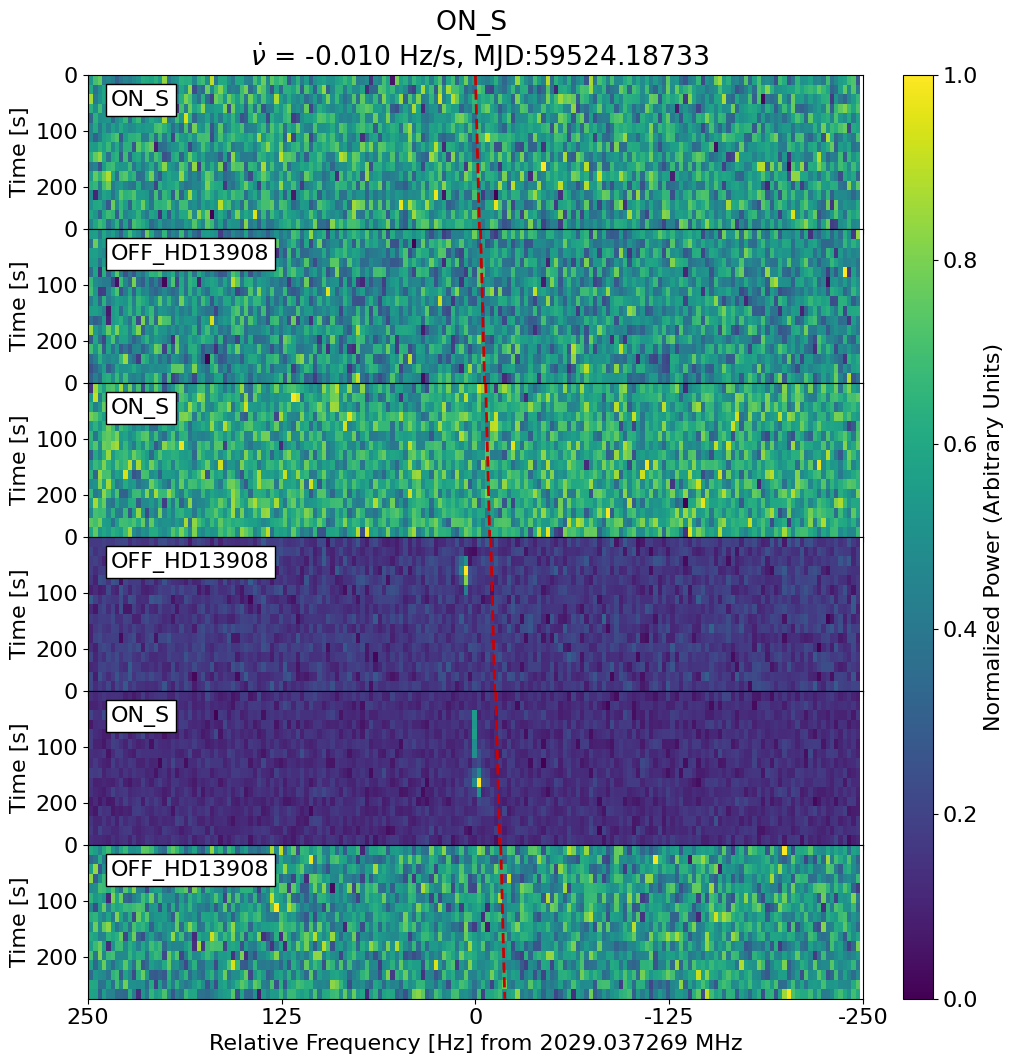 ON_S
ν̇ = -0.010 Hz/s, MJD:59524.18733
0
ON_S
100
200
Time [s]
0
OFF_HD13908
100
200
Time [s]
0
ON_S
100
200
Time [s]
0
OFF_HD13908
100
200
Time [s]
0
ON_S
100
200
Time [s]
0
OFF_HD13908
100
200
Time [s]
250 125 0 -125 -250
Relative Frequency [Hz] from 2029.037269 MHz
1.0
0.8
0.6
0.4
0.2
0.0
Normalized Power (Arbitrary Units)